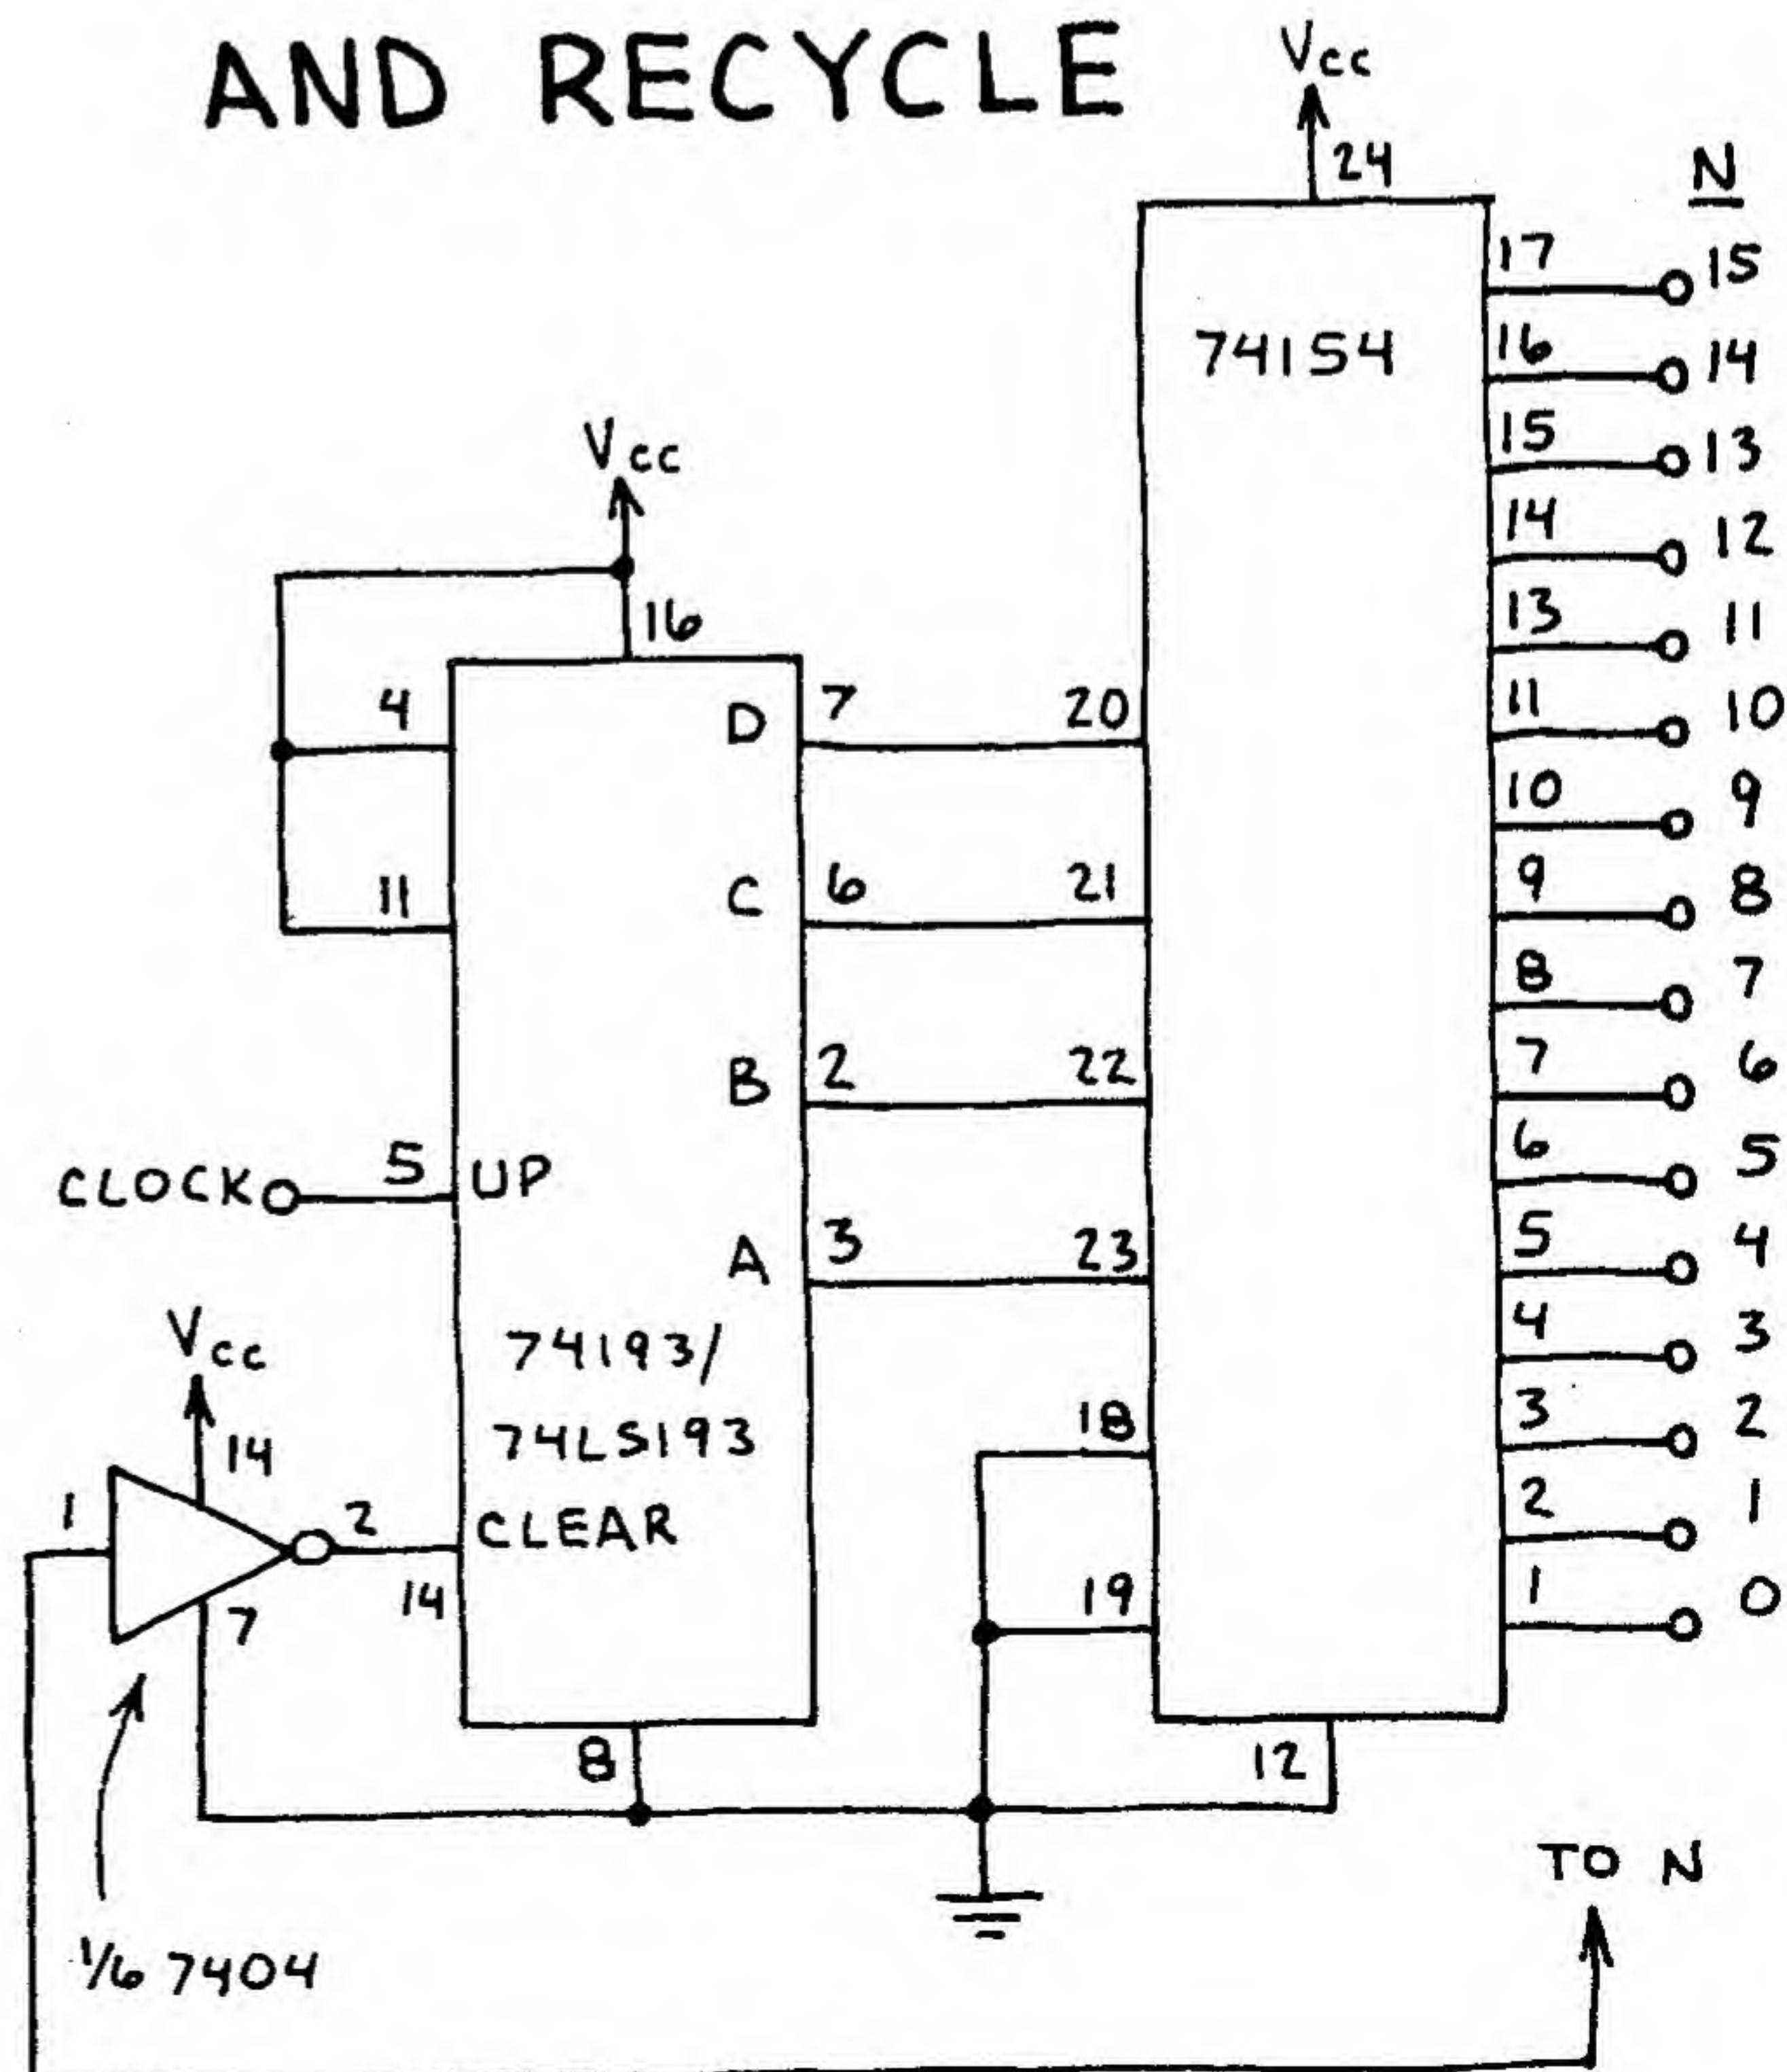 AND RECYCLE
Vcc
24
N
17 15
74154
16 14
15 13
Vcc
14 12
16
13 11
4 D 7 20
11 10
10 9
11 C 6 21
9 8
8 7
B 2 22
7 6
CLOCK 5 UP
6 5
A 3 23
5 4
Vcc
74193/
4 3
14
74LS193
18
3 2
1 2 CLEAR
2 1
7 14
19
1 0
8
12
TO N
1/6 7404